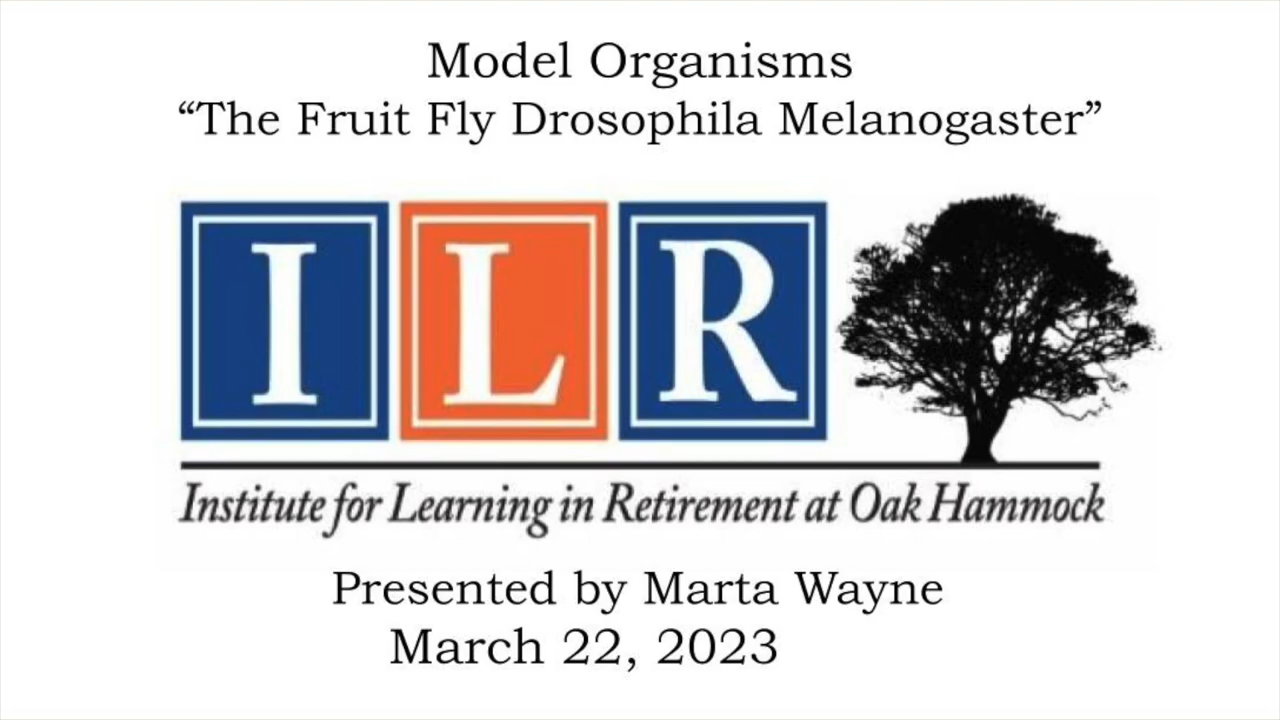 Model Organisms
“The Fruit Fly Drosophila Melanogaster”
I L R
Institute for Learning in Retirement at Oak Hammock
Presented by Marta Wayne
March 22, 2023